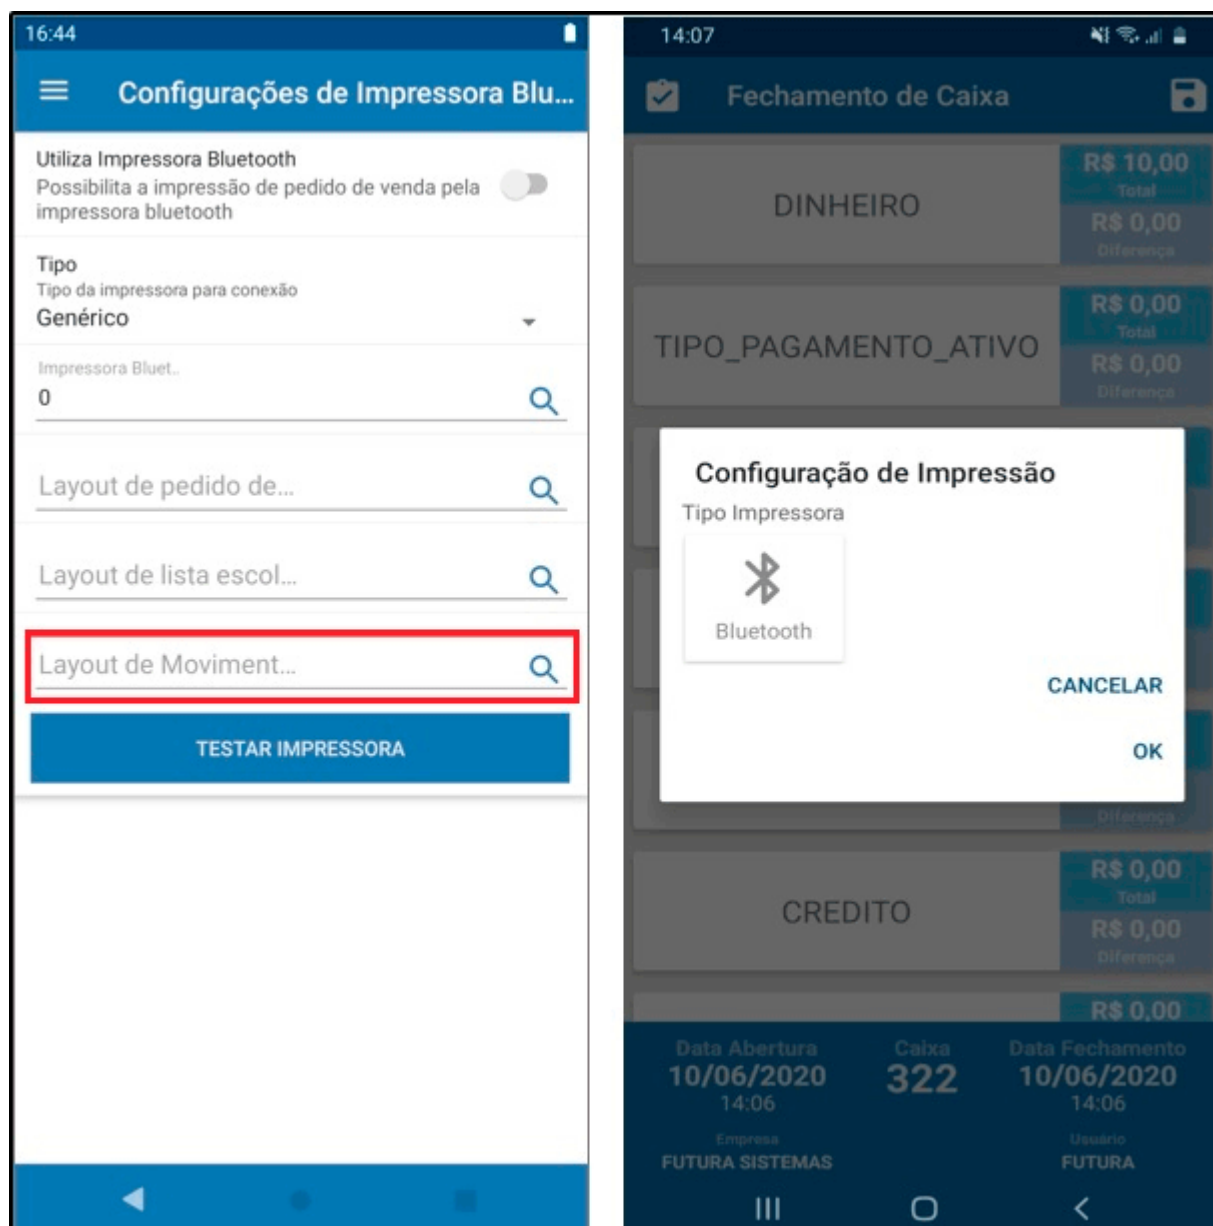 16:44
Configurações de Impressora Blu...
Utiliza Impressora Bluetooth
Possibilita a impressão de pedido de venda pela
impressora bluetooth
Tipo
Tipo da impressora para conexão
Genérico
Impressora Bluet..
0
Layout de pedido de...
Layout de lista escol...
Layout de Moviment...
TESTAR IMPRESSORA
14:07
Fechamento de Caixa
DINHEIRO
R$ 10,00
Total
R$ 0,00
Diferença
TIPO_PAGAMENTO_ATIVO
R$ 0,00
Total
R$ 0,00
Diferença
Configuração de Impressão
Tipo Impressora
Bluetooth
CANCELAR
OK
Diferença
CREDITO
R$ 0,00
Total
R$ 0,00
Diferença
R$ 0,00
Data Abertura
10/06/2020
14:06
Caixa
322
Data Fechamento
10/06/2020
14:06
Empresa
FUTURA SISTEMAS
Usuário
FUTURA